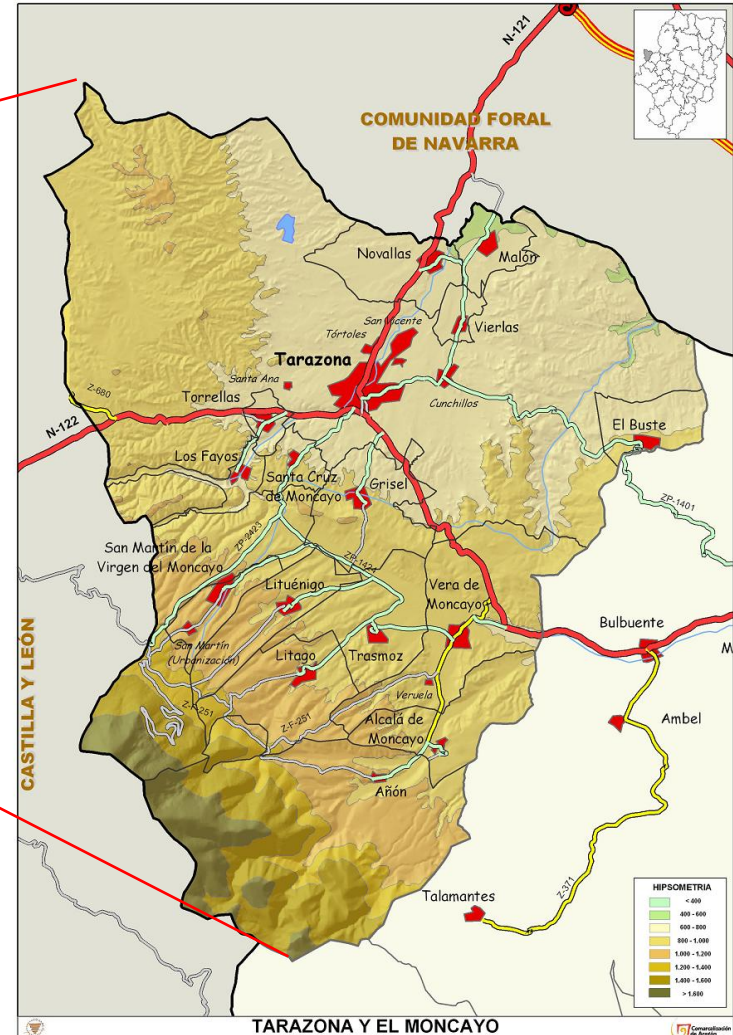 N-121
COMUNIDAD FORAL
DE NAVARRA
Novallas
Malón
San Vicente
Tórtoles
Vierlas
Tarazona
Santa Ana
Cunchillos
Z-680
Torrellas
N-122
El Buste
Los Fayos
Santa Cruz
de Moncayo
Grisel
ZP-1401
ZP-2423
San Martín de la
Virgen del Moncayo
ZP-1424
Lituénigo
Vera de
Moncayo
Bulbuente
M
San Martín
(Urbanización)
Litago
Trasmoz
CASTILLA Y LEÓN
Veruela
Z-F-251
Z-F-251
Alcalá de
Moncayo
Ambel
Añón
Talamantes
Z-371
HIPSOMETRIA
< 400
400 - 600
600 - 800
800 - 1.000
1.000 - 1.200
1.200 - 1.400
1.400 - 1.600
> 1.600
TARAZONA Y EL MONCAYO
Comarcalización
de Aragón